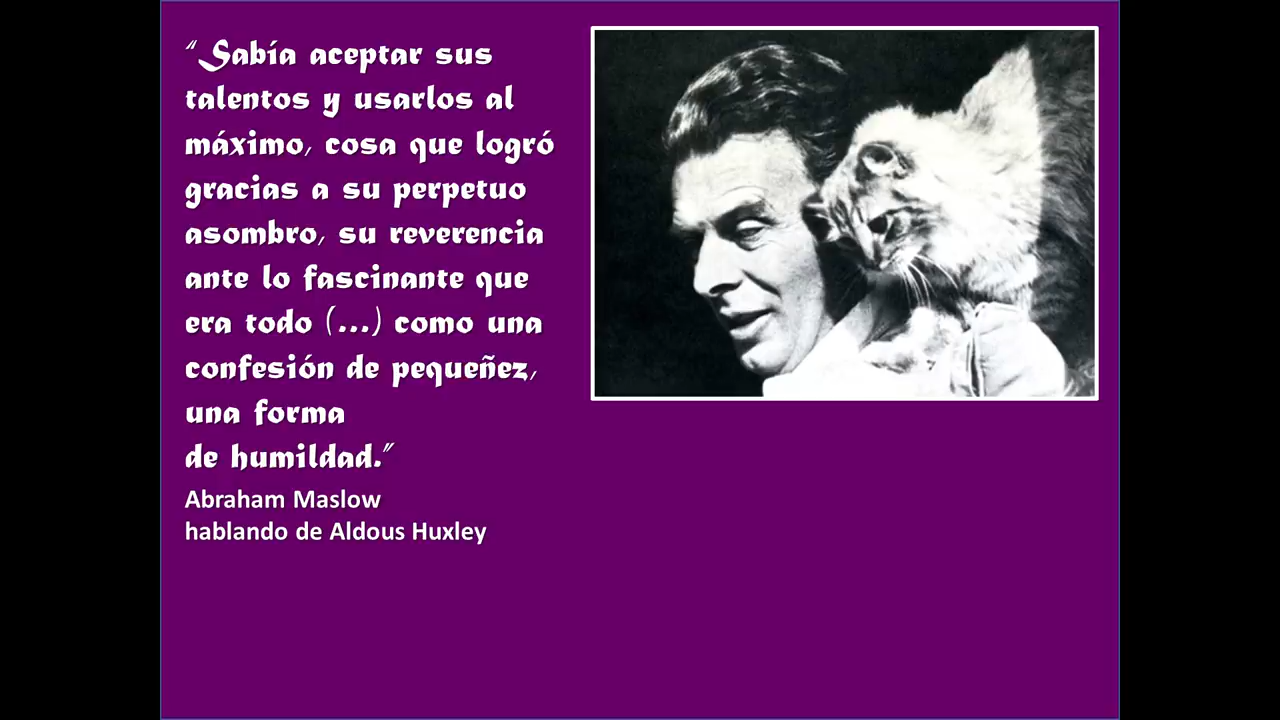 “Sabía aceptar sus
talentos y usarlos al
máximo, cosa que logró
gracias a su perpetuo
asombro, su reverencia
ante lo fascinante que
era todo (...) como una
confesión de pequeñez,
una forma
de humildad.”
Abraham Maslow
hablando de Aldous Huxley